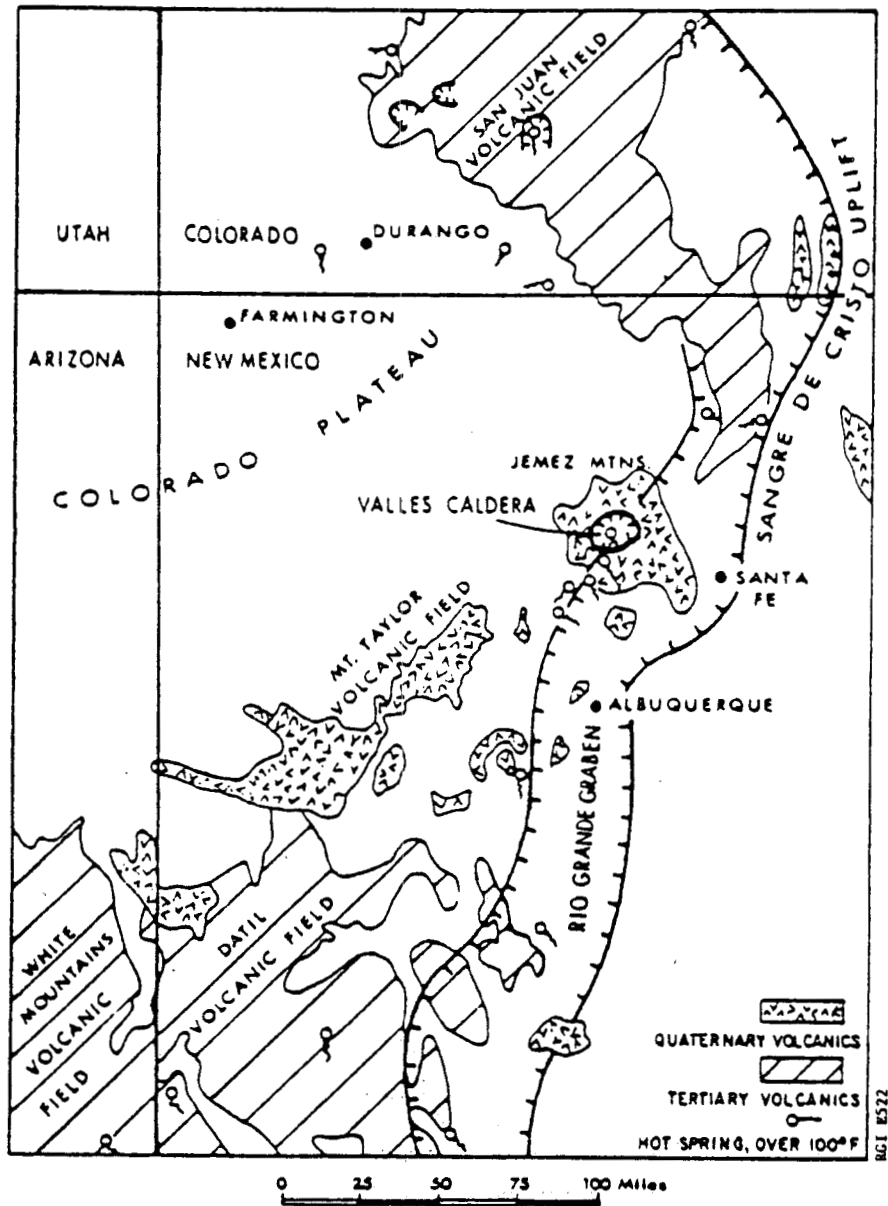 SAN JUAN
VOLCANIC FIELD
UTAH
COLORADO
DURANGO
SANGRE DE CRISTO UPLIFT
FARMINGTON
ARIZONA
NEW MEXICO
COLORADO PLATEAU
JEMEZ MTNS.
VALLES CALDERA
SANTA
FE
MT. TAYLOR
VOLCANIC FIELD
ALBUQUERQUE
RIO GRANDE GRABEN
WHITE
MOUNTAINS
VOLCANIC
FIELD
DATIL
VOLCANIC FIELD
QUATERNARY VOLCANICS
TERTIARY VOLCANICS
HOT SPRING, OVER 100°F
RGI E522
0 25 50 75 100 Miles